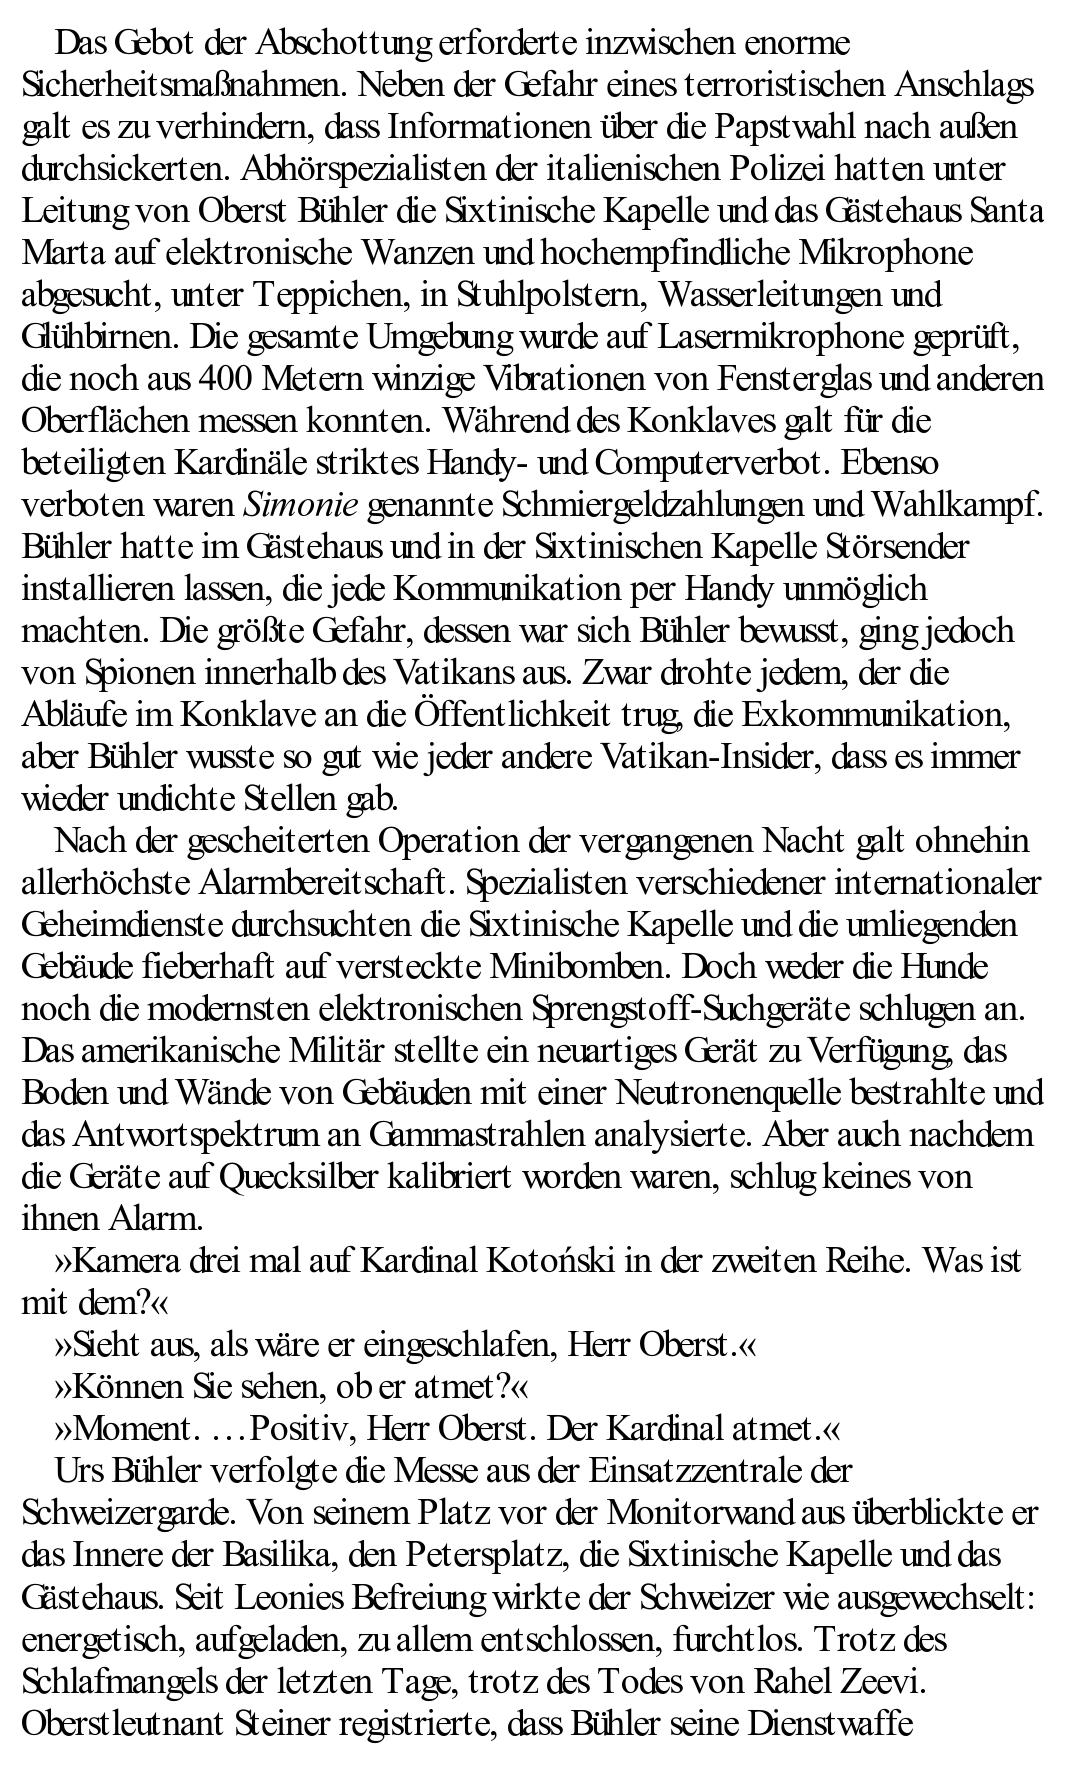 Das Gebot der Abschottung erforderte inzwischen enorme
Sicherheitsmaßnahmen. Neben der Gefahr eines terroristischen Anschlags
galt es zu verhindern, dass Informationen über die Papstwahl nach außen
durchsickerten. Abhörspezialisten der italienischen Polizei hatten unter
Leitung von Oberst Bühler die Sixtinische Kapelle und das Gästehaus Santa
Marta auf elektronische Wanzen und hochempfindliche Mikrophone
abgesucht, unter Teppichen, in Stuhlpolstern, Wasserleitungen und
Glühbirnen. Die gesamte Umgebung wurde auf Lasermikrophone geprüft,
die noch aus 400 Metern winzige Vibrationen von Fensterglas und anderen
Oberflächen messen konnten. Während des Konklaves galt für die
beteiligten Kardinäle striktes Handy- und Computerverbot. Ebenso
verboten waren Simonie genannte Schmiergeldzahlungen und Wahlkampf.
Bühler hatte im Gästehaus und in der Sixtinischen Kapelle Störsender
installieren lassen, die jede Kommunikation per Handy unmöglich
machten. Die größte Gefahr, dessen war sich Bühler bewusst, ging jedoch
von Spionen innerhalb des Vatikans aus. Zwar drohte jedem, der die
Abläufe im Konklave an die Öffentlichkeit trug, die Exkommunikation,
aber Bühler wusste so gut wie jeder andere Vatikan-Insider, dass es immer
wieder undichte Stellen gab.
Nach der gescheiterten Operation der vergangenen Nacht galt ohnehin
allerhöchste Alarmbereitschaft. Spezialisten verschiedener internationaler
Geheimdienste durchsuchten die Sixtinische Kapelle und die umliegenden
Gebäude fieberhaft auf versteckte Minibomben. Doch weder die Hunde
noch die modernsten elektronischen Sprengstoff-Suchgeräte schlugen an.
Das amerikanische Militär stellte ein neuartiges Gerät zu Verfügung, das
Boden und Wände von Gebäuden mit einer Neutronenquelle bestrahlte und
das Antwortspektrum an Gammastrahlen analysierte. Aber auch nachdem
die Geräte auf Quecksilber kalibriert worden waren, schlug keines von
ihnen Alarm.
»Kamera drei mal auf Kardinal Kotoński in der zweiten Reihe. Was ist
mit dem?«
»Sieht aus, als wäre er eingeschlafen, Herr Oberst.«
»Können Sie sehen, ob er atmet?«
»Moment. …Positiv, Herr Oberst. Der Kardinal atmet.«
Urs Bühler verfolgte die Messe aus der Einsatzzentrale der
Schweizergarde. Von seinem Platz vor der Monitorwand aus überblickte er
das Innere der Basilika, den Petersplatz, die Sixtinische Kapelle und das
Gästehaus. Seit Leonies Befreiung wirkte der Schweizer wie ausgewechselt:
energetisch, aufgeladen, zu allem entschlossen, furchtlos. Trotz des
Schlafmangels der letzten Tage, trotz des Todes von Rahel Zeevi.
Oberstleutnant Steiner registrierte, dass Bühler seine Dienstwaffe